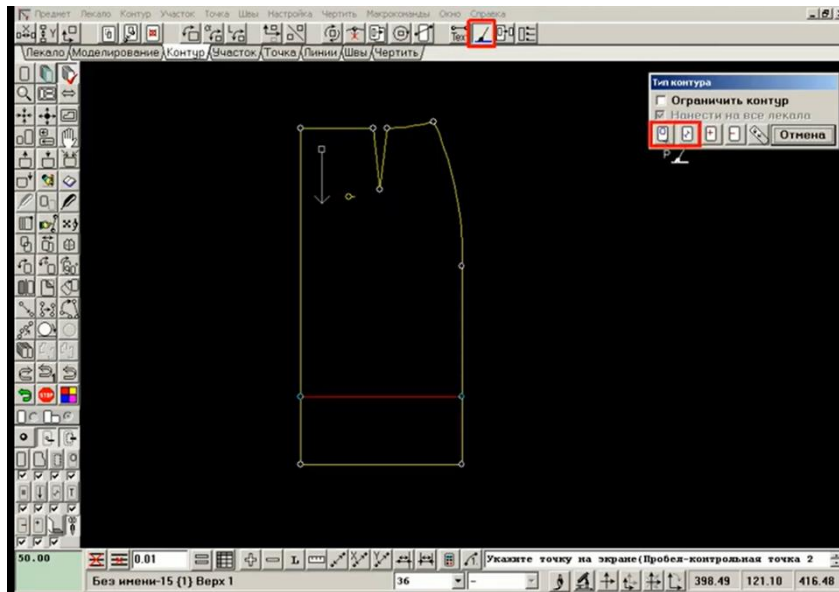 Предмет Лекало Контур Участок Точка Швы Настройка Чертить Макрокоманды Окно Справка
Tex
Лекало Моделирование Контур Участок Точка Линии Швы Чертить
Тип контура
Ограничить контур
Нанести на все лекала
Отмена
P
STOP
T
50.00
0.01
L
Укажите точку на экране(Пробел-контрольная точка 2
Без имени-15 {1} Верх 1
36
-
398.49 121.10 416.48